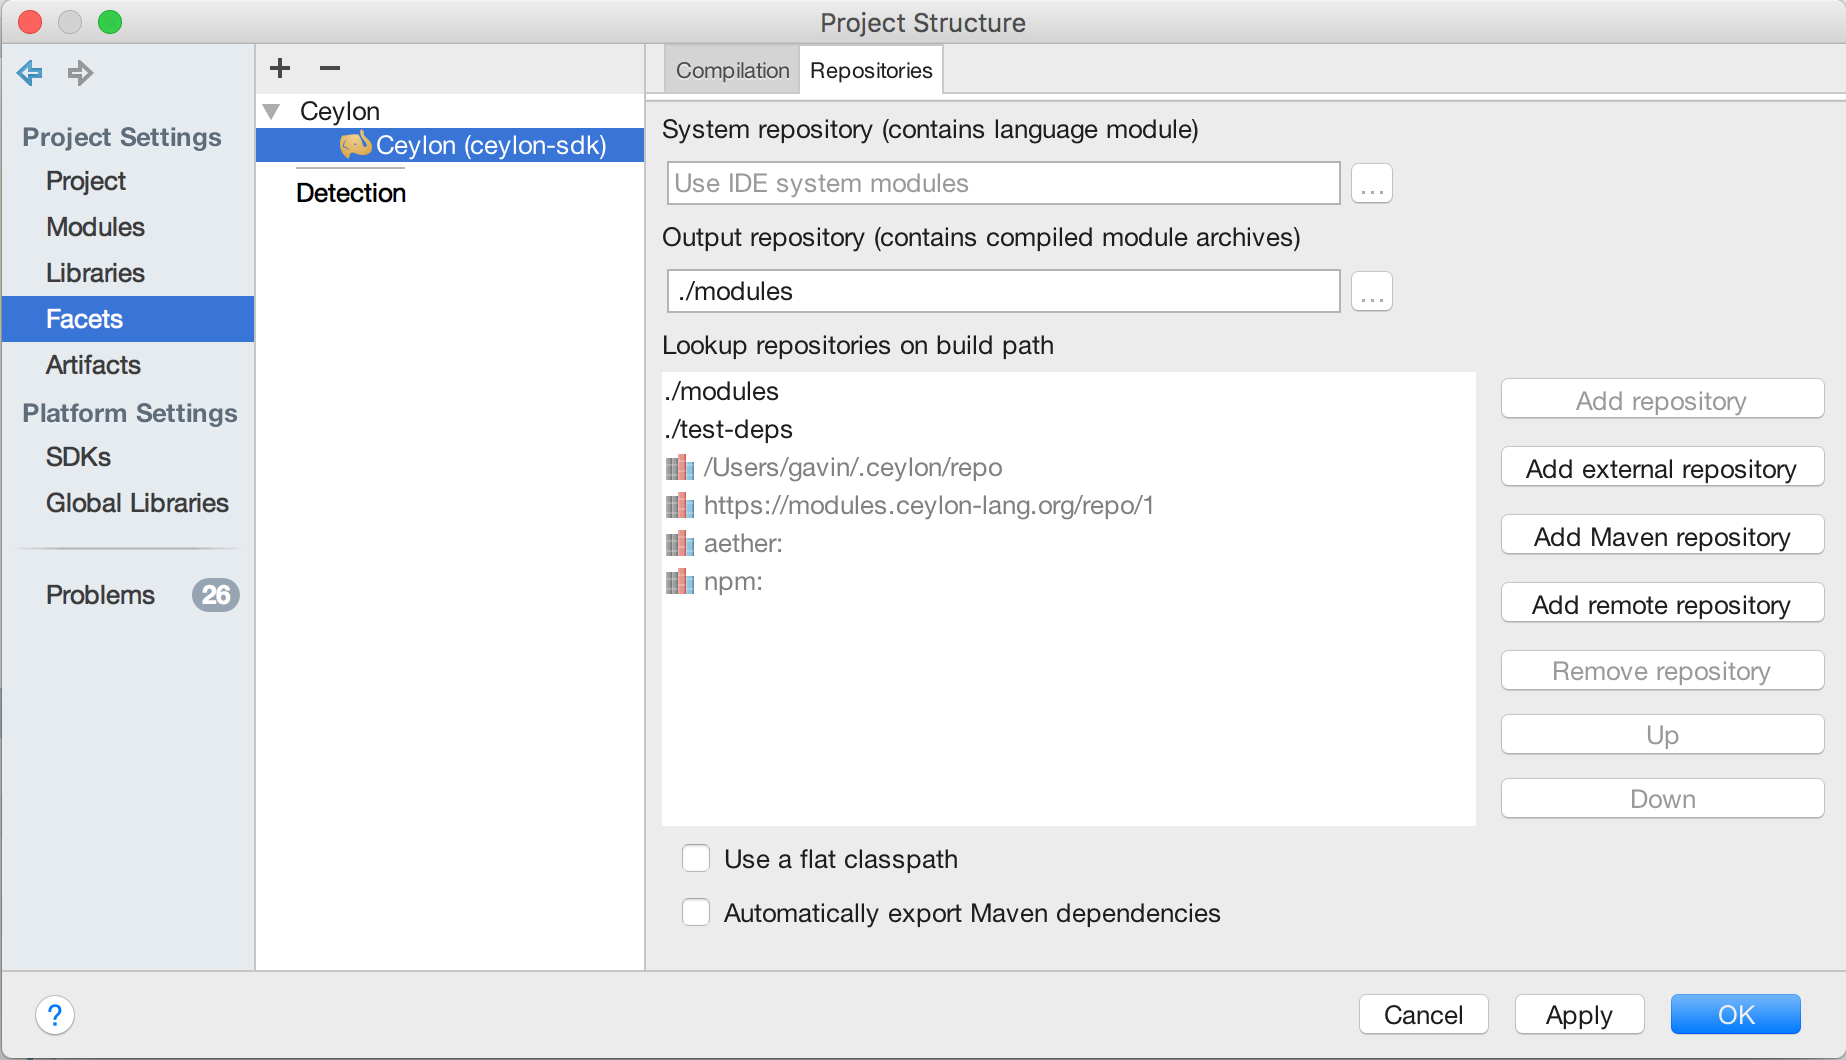 Project Structure
Project Settings
Project
Modules
Libraries
Facets
Artifacts
Platform Settings
SDKs
Global Libraries
Problems 26
Ceylon
Ceylon (ceylon-sdk)
Detection
Compilation Repositories
System repository (contains language module)
Use IDE system modules ...
Output repository (contains compiled module archives)
./modules ...
Lookup repositories on build path
./modules
./test-deps
/Users/gavin/.ceylon/repo
https://modules.ceylon-lang.org/repo/1
aether:
npm:
Add repository
Add external repository
Add Maven repository
Add remote repository
Remove repository
Up
Down
Use a flat classpath
Automatically export Maven dependencies
?
Cancel Apply OK